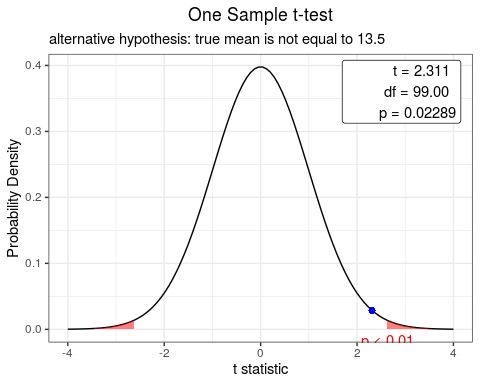 One Sample t-test
alternative hypothesis: true mean is not equal to 13.5
t = 2.311
df = 99.00
p = 0.02289
Probability Density
0.4
0.3
0.2
0.1
0.0
p < 0.01
-4 -2 0 2 4
t statistic